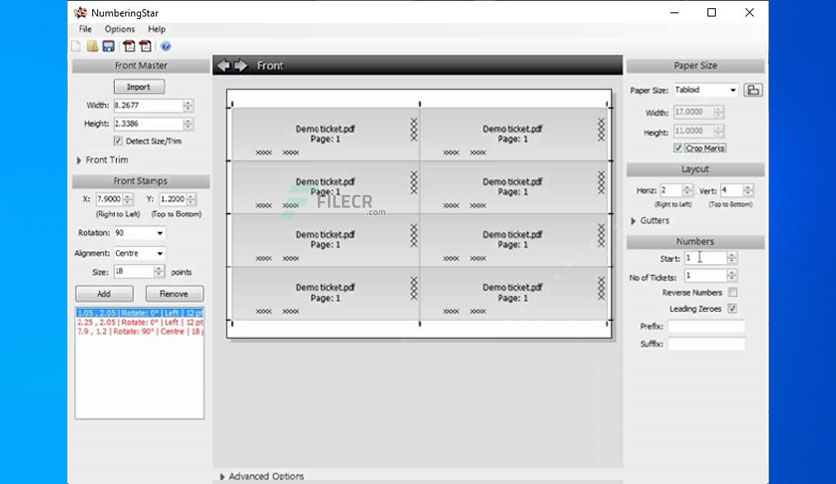 NumberingStar
File Options Help
Front Master
Import
Width: 8.2677
Height: 2.3386
Detect Size/Trim
Front Trim
Front Stamps
X: 7.9000 Y: 1.2000
(Right to Left) (Top to Bottom)
Rotation: 90
Alignment: Centre
Size: 18 points
Add Remove
1.05 , 2.05 | Rotate: 0° | Left | 12 pt
2.25 , 2.05 | Rotate: 0° | Left | 12 pt
7.9 , 1.2 | Rotate: 90° | Centre | 18 p
Front
Demo ticket.pdf Demo ticket.pdf
Page: 1 Page: 1
xxxx xxxx xxxx xxxx xxxx xxxx
Demo ticket.pdf Demo ticket.pdf
Page: 1 Page: 1
xxxx xxxx xxxx xxxx xxxx xxxx
FILECR
.com
Demo ticket.pdf Demo ticket.pdf
Page: 1 Page: 1
xxxx xxxx xxxx xxxx xxxx xxxx
Demo ticket.pdf Demo ticket.pdf
Page: 1 Page: 1
xxxx xxxx xxxx xxxx xxxx xxxx
Advanced Options
Paper Size
Paper Size: Tabloid
Width: 17.0000
Height: 11.0000
Crop Marks
Layout
Horiz: 2 Vert: 4
(Right to Left) (Top to Bottom)
Gutters
Numbers
Start: 1
No of Tickets: 1
Reverse Numbers
Leading Zeroes
Prefix:
Suffix: